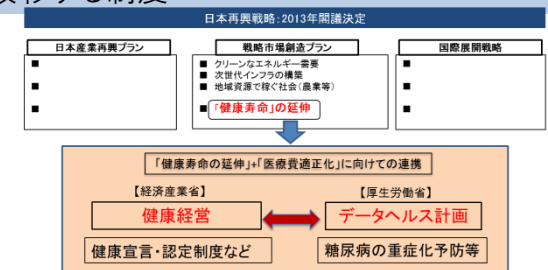 日本再興戦略:2013年閣議決定
日本産業再興プラン
■
■
■
戦略市場創造プラン
■ クリーンなエネルギー需要
■ 次世代インフラの構築
■ 地域資源で稼ぐ社会(農業等)
■ 「健康寿命」の延伸
国際展開戦略
■
■
■
「健康寿命の延伸」+「医療費適正化」に向けての連携
【経済産業省】
健康経営
健康宣言・認定制度など
【厚生労働省】
データヘルス計画
糖尿病の重症化予防等